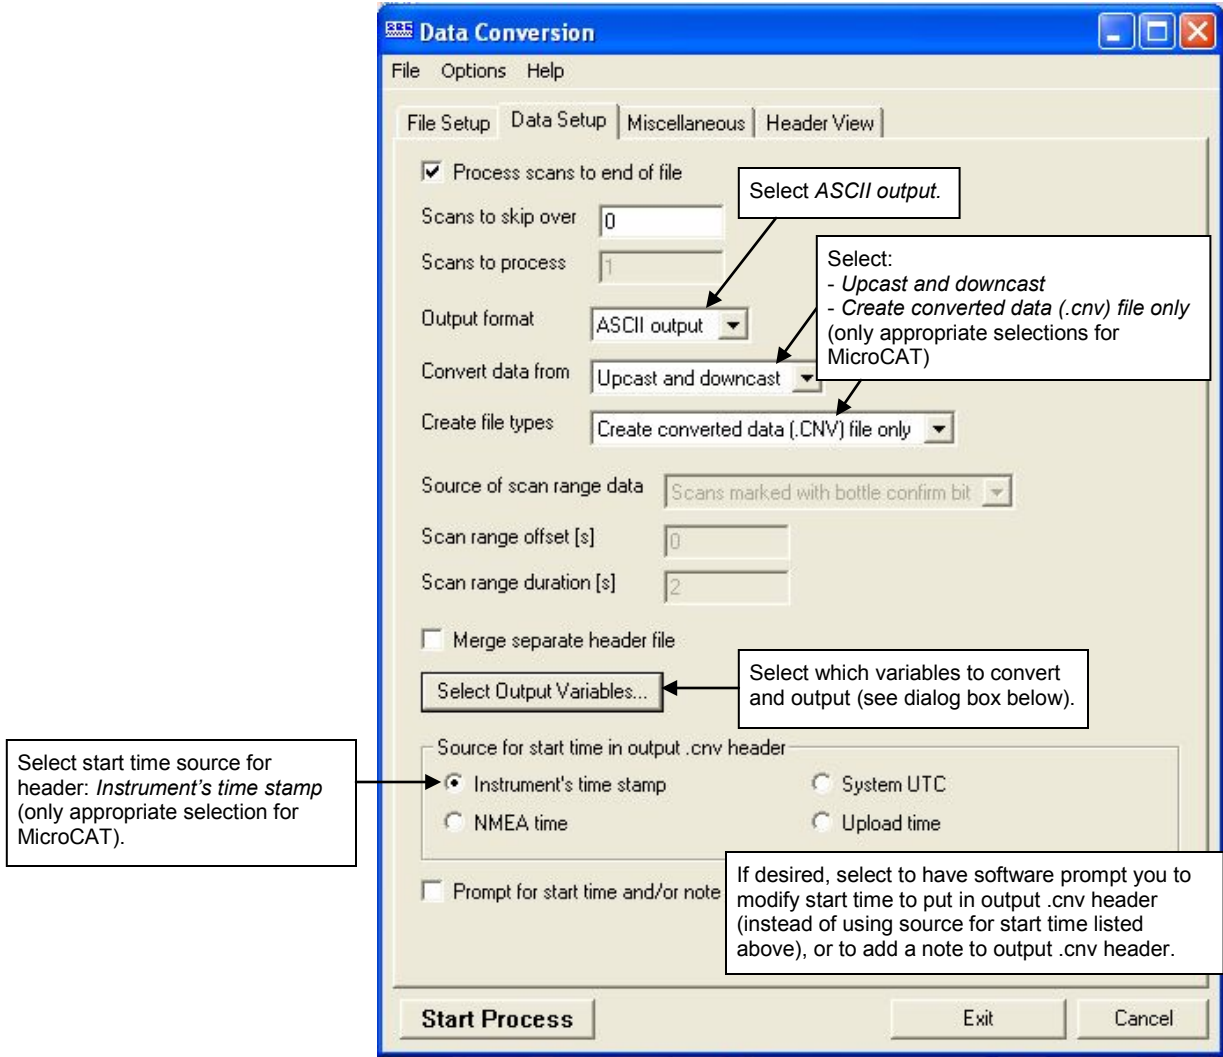 SBE Data Conversion
File Options Help
File Setup Data Setup Miscellaneous Header View
Process scans to end of file
Select ASCII output.
Scans to skip over 0
Scans to process 1
Select:
- Upcast and downcast
- Create converted data (.cnv) file only
(only appropriate selections for
MicroCAT)
Output format ASCII output
Convert data from Upcast and downcast
Create file types Create converted data (.CNV) file only
Source of scan range data Scans marked with bottle confirm bit
Scan range offset [s] 0
Scan range duration [s] 2
Merge separate header file
Select Output Variables...
Select which variables to convert
and output (see dialog box below).
Source for start time in output .cnv header
Select start time source for
header: Instrument's time stamp
(only appropriate selection for
MicroCAT).
Instrument's time stamp System UTC
NMEA time Upload time
Prompt for start time and/or note
If desired, select to have software prompt you to
modify start time to put in output .cnv header
(instead of using source for start time listed
above), or to add a note to output .cnv header.
Start Process Exit Cancel